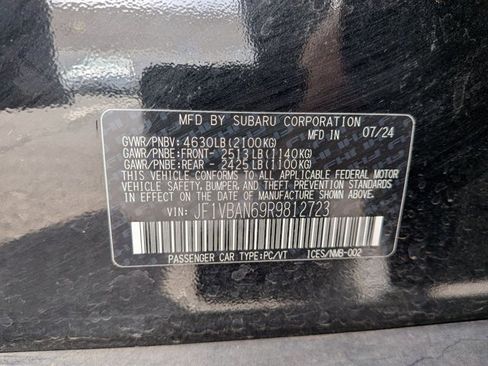 MFD BY SUBARU CORPORATION
GVWR/PNBV: 4630LB(2100KG) MFD IN 07/24
GAWR/PNBE:FRONT- 2513LB(1140KG)
GAWR/PNBE:REAR - 2425LB(1100KG)
THIS VEHICLE CONFORMS TO ALL APPLICABLE
VEHICLE SAFETY, BUMPER, AND THEFT PREVENTION STANDARDS
IN EFFECT ON THE DATE OF MANUFACTURE SHOWN ABOVE.
VIN: JF1VBAN69R9812723
PASSENGER CAR TYPE:PC/VT ICES/NMB-002